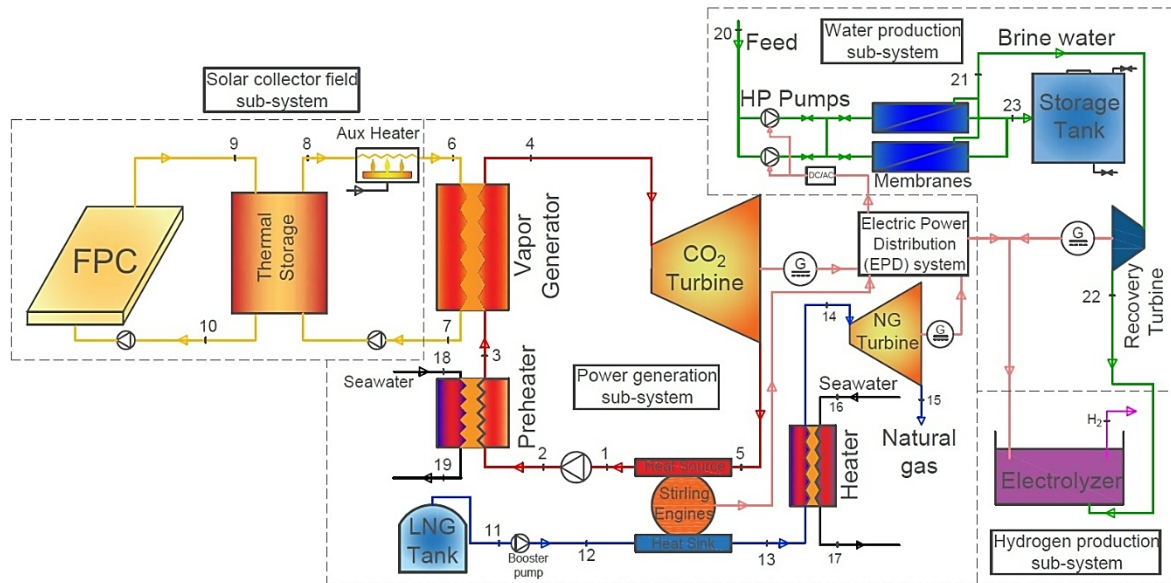 Solar collector field
sub-system
FPC
9
10
Thermal
Storage
8
Aux Heater
6
7
Vapor
Generator
4
3
18
Seawater
Preheater
19
2
1
5
CO2
Turbine
G
Power generation
sub-system
Heat source
Stirling
Engines
Heat Sink
LNG
Tank
11
Booster
pump
12
13
14
NG
Turbine
G
15
Natural
gas
Seawater
16
Heater
17
Electric Power
Distribution
(EPD) system
DC/AC
20
Feed
HP Pumps
Water production
sub-system
Membranes
21
Brine water
23
Storage
Tank
G
Recovery
Turbine
22
H2
Electrolyzer
Hydrogen production
sub-system